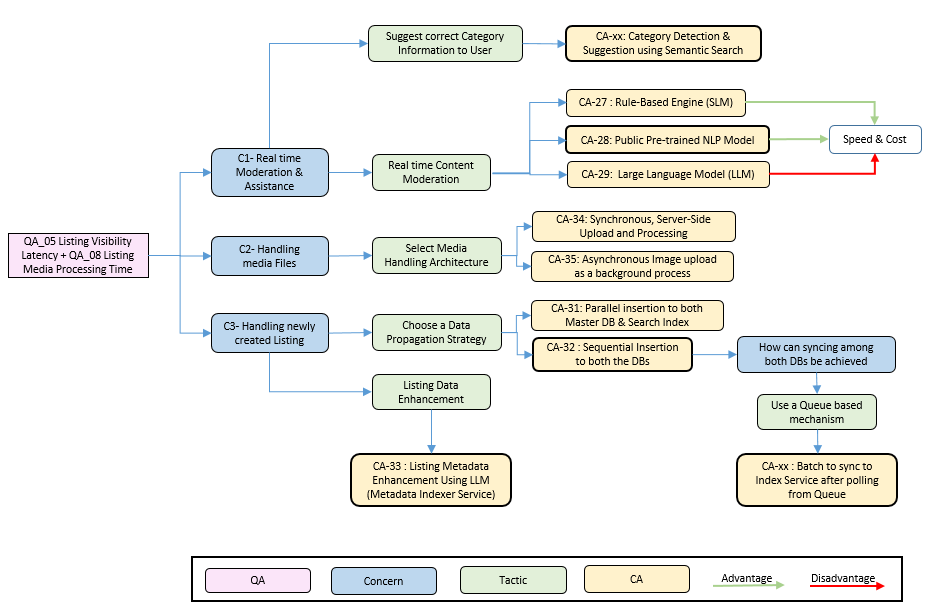 Suggest correct Category
Information to User
CA-xx: Category Detection &
Suggestion using Semantic Search
CA-27 : Rule-Based Engine (SLM)
CA-28: Public Pre-trained NLP Model
Speed & Cost
C1- Real time
Moderation &
Assistance
Real time Content
Moderation
CA-29:  Large Language Model (LLM)
QA_05 Listing Visibility
Latency + QA_08 Listing
Media Processing Time
C2- Handling
media Files
Select Media
Handling Architecture
CA-34: Synchronous, Server-Side
Upload and Processing
CA-35: Asynchronous Image upload
as a background process
C3- Handling newly
created Listing
Choose a Data
Propagation Strategy
CA-31: Parallel insertion to both
Master DB & Search Index
CA-32 : Sequential Insertion
to both the DBs
How can syncing among
both DBs be achieved
Listing Data
Enhancement
Use a Queue based
mechanism
CA-33 : Listing Metadata
Enhancement Using LLM
(Metadata Indexer Service)
CA-xx : Batch to sync to
Index Service after polling
from Queue
QA
Concern
Tactic
CA
Advantage
Disadvantage